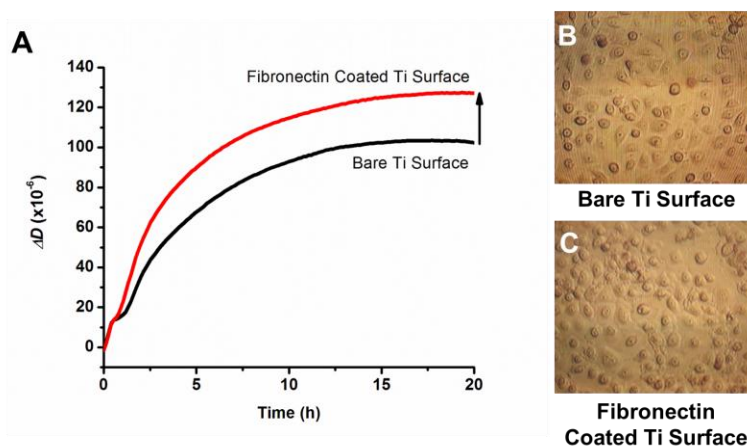 A
140
120
100
80
60
40
20
0
ΔD (x10⁻⁶)
0
5
10
15
20
Time (h)
Fibronectin Coated Ti Surface
Bare Ti Surface
B
Bare Ti Surface
C
Fibronectin
Coated Ti Surface